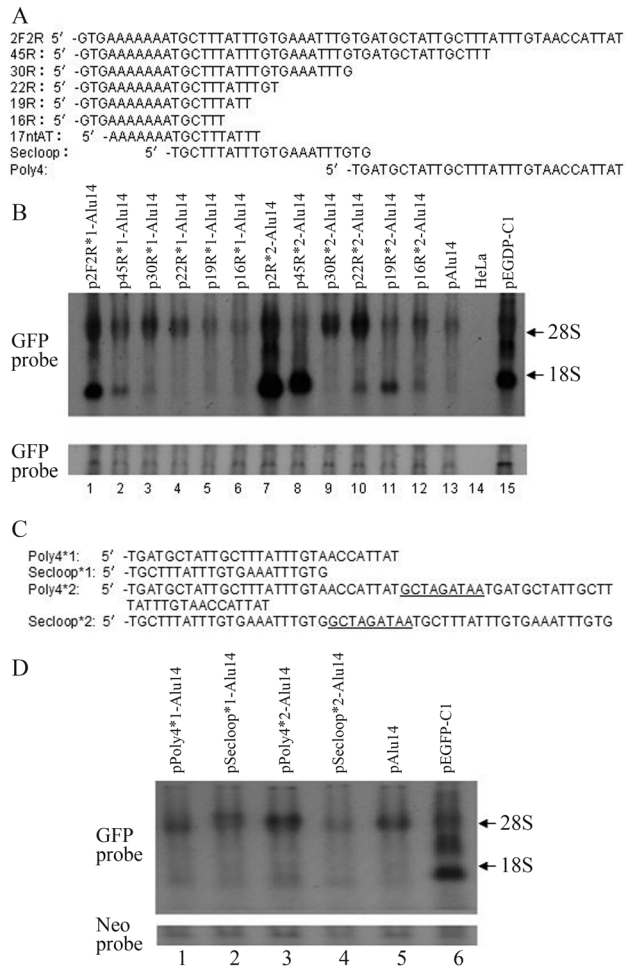 A
2F2R 5′ -GTGAAAAAAATGCTTTATTTGTGAAATTTGTGATGCTATTGCTTTATTTGTAACCATTAT
45R: 5′ -GTGAAAAAAATGCTTTATTTGTGAAATTTGTGATGCTATTGCTTT
30R: 5′ -GTGAAAAAAATGCTTTATTTGTGAAATTTG
22R: 5′ -GTGAAAAAAATGCTTTATTTGT
19R: 5′ -GTGAAAAAAATGCTTTATT
16R: 5′ -GTGAAAAAAATGCTTT
17ntAT: 5′ -AAAAAAATGCTTTATTT
Secloop: 5′ -TGCTTTATTTGTGAAATTTGTG
Poly4: 5′ -TGATGCTATTGCTTTATTTGTAACCATTAT
B
p2F2R*1-Alu14 p45R*1-Alu14 p30R*1-Alu14 p22R*1-Alu14 p19R*1-Alu14 p16R*1-Alu14 p2R*2-Alu14 p45R*2-Alu14 p30R*2-Alu14 p22R*2-Alu14 p19R*2-Alu14 p16R*2-Alu14 pAlu14 HeLa pEGDP-C1
GFP
probe
28S
18S
GFP
probe
1 2 3 4 5 6 7 8 9 10 11 12 13 14 15
C
Poly4*1: 5′ -TGATGCTATTGCTTTATTTGTAACCATTAT
Secloop*1: 5′ -TGCTTTATTTGTGAAATTTGTG
Poly4*2: 5′ -TGATGCTATTGCTTTATTTGTAACCATTATGCTAGATAATGATGCTATTGCTT
TATTTGTAACCATTAT
Secloop*2: 5′ -TGCTTTATTTGTGAAATTTGTGGCTAGATAATGCTTTATTTGTGAAATTTGTG
D
pPoly4*1-Alu14 pSecloop*1-Alu14 pPoly4*2-Alu14 pSecloop*2-Alu14 pAlu14 pEGFP-C1
GFP
probe
28S
18S
Neo
probe
1 2 3 4 5 6